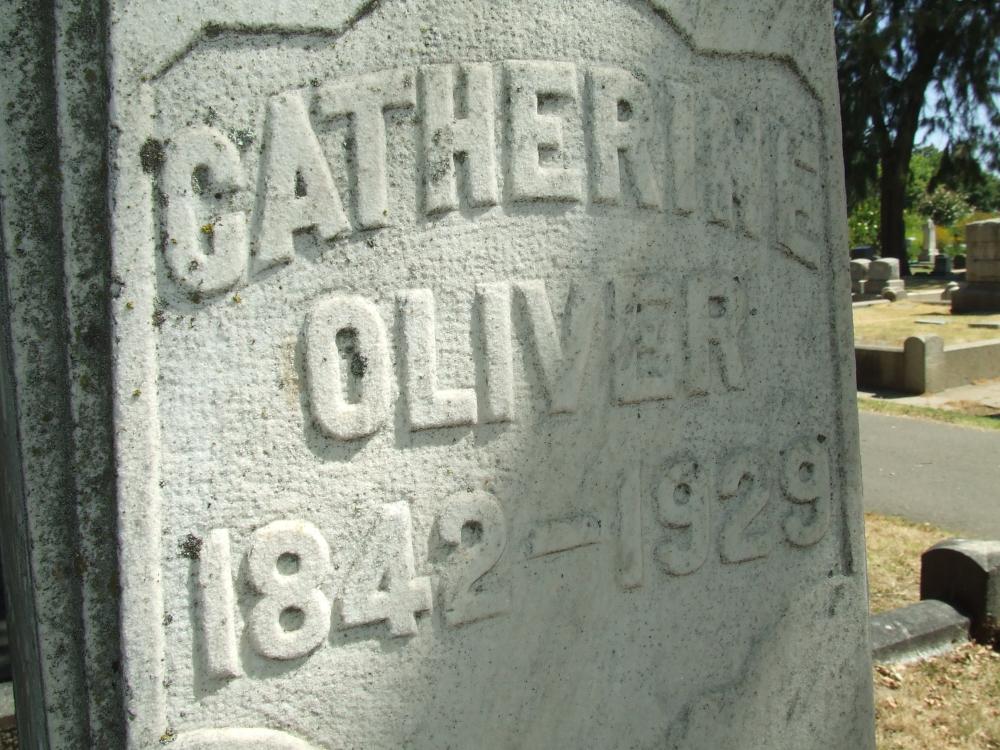 CATHERINE
OLIVER
1842–1929